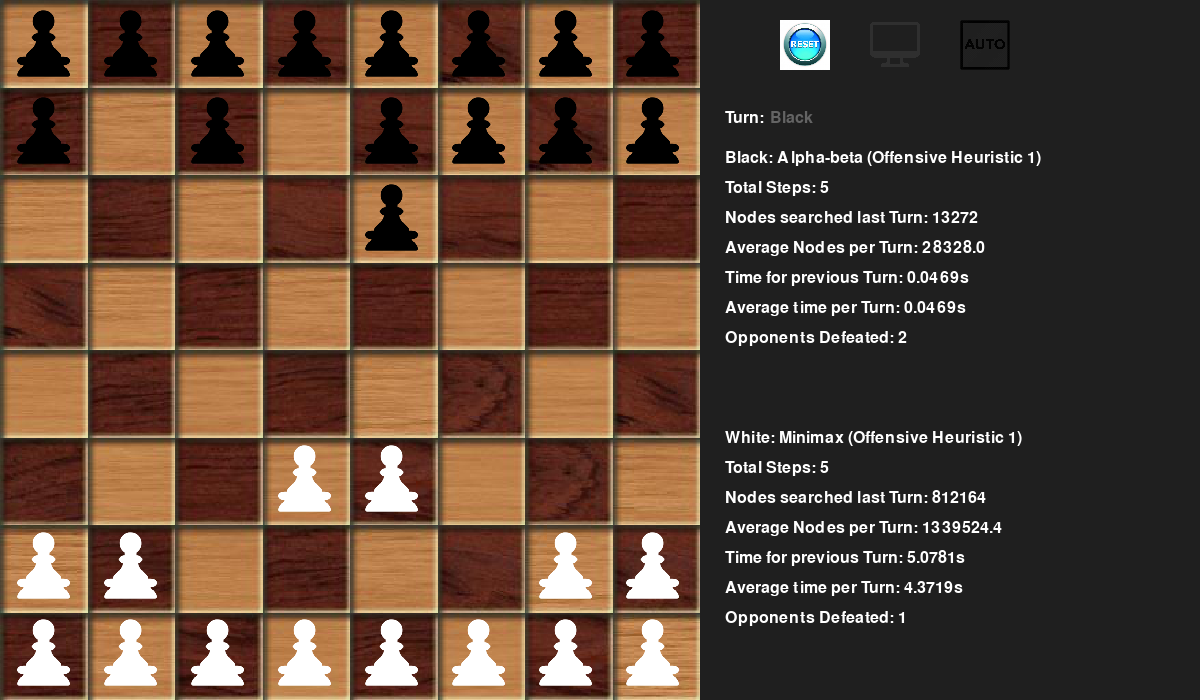 RESET
AUTO
Turn: Black
Black: Alpha-beta (Offensive Heuristic 1)
Total Steps: 5
Nodes searched last Turn: 13272
Average Nodes per Turn: 28328.0
Time for previous Turn: 0.0469s
Average time per Turn: 0.0469s
Opponents Defeated: 2
White: Minimax (Offensive Heuristic 1)
Total Steps: 5
Nodes searched last Turn: 812164
Average Nodes per Turn: 1339524.4
Time for previous Turn: 5.0781s
Average time per Turn: 4.3719s
Opponents Defeated: 1